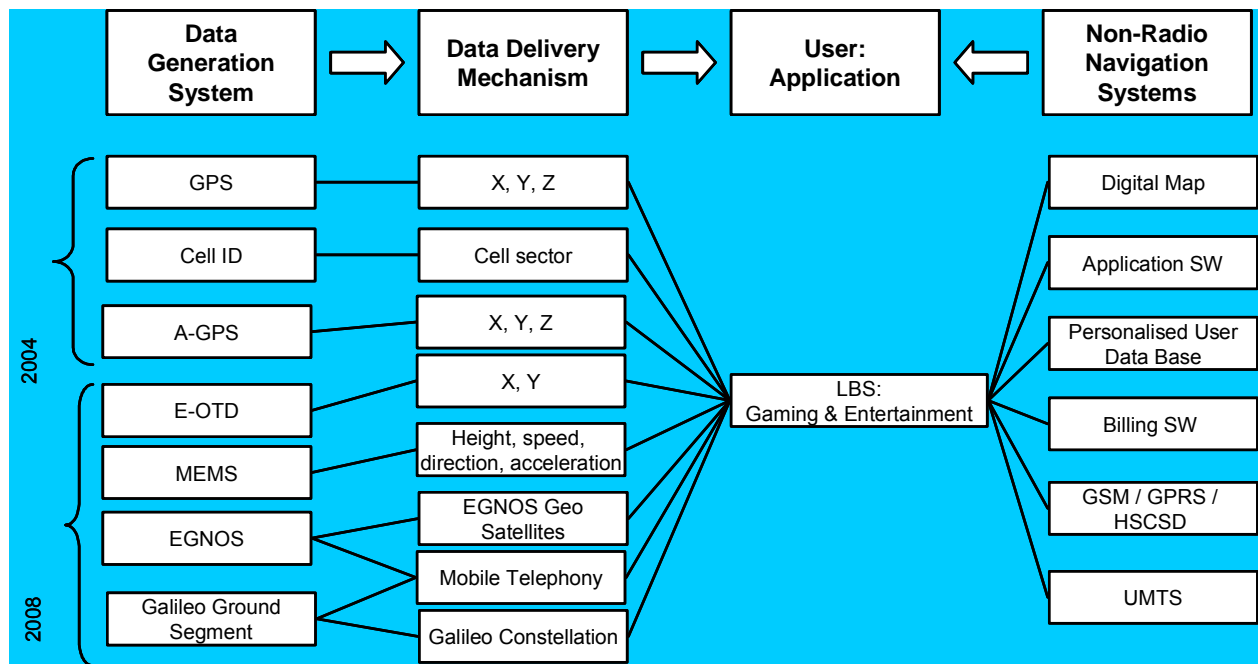 Data
Generation
System
Data Delivery
Mechanism
User:
Application
Non-Radio
Navigation
Systems
GPS
X, Y, Z
Digital Map
Cell ID
Cell sector
Application SW
A-GPS
X, Y, Z
Personalised User
Data Base
2004
E-OTD
X, Y
LBS:
Gaming & Entertainment
Billing SW
MEMS
Height, speed,
direction, acceleration
EGNOS
EGNOS Geo
Satellites
GSM / GPRS /
HSCSD
Mobile Telephony
Galileo Ground
Segment
Galileo Constellation
UMTS
2008